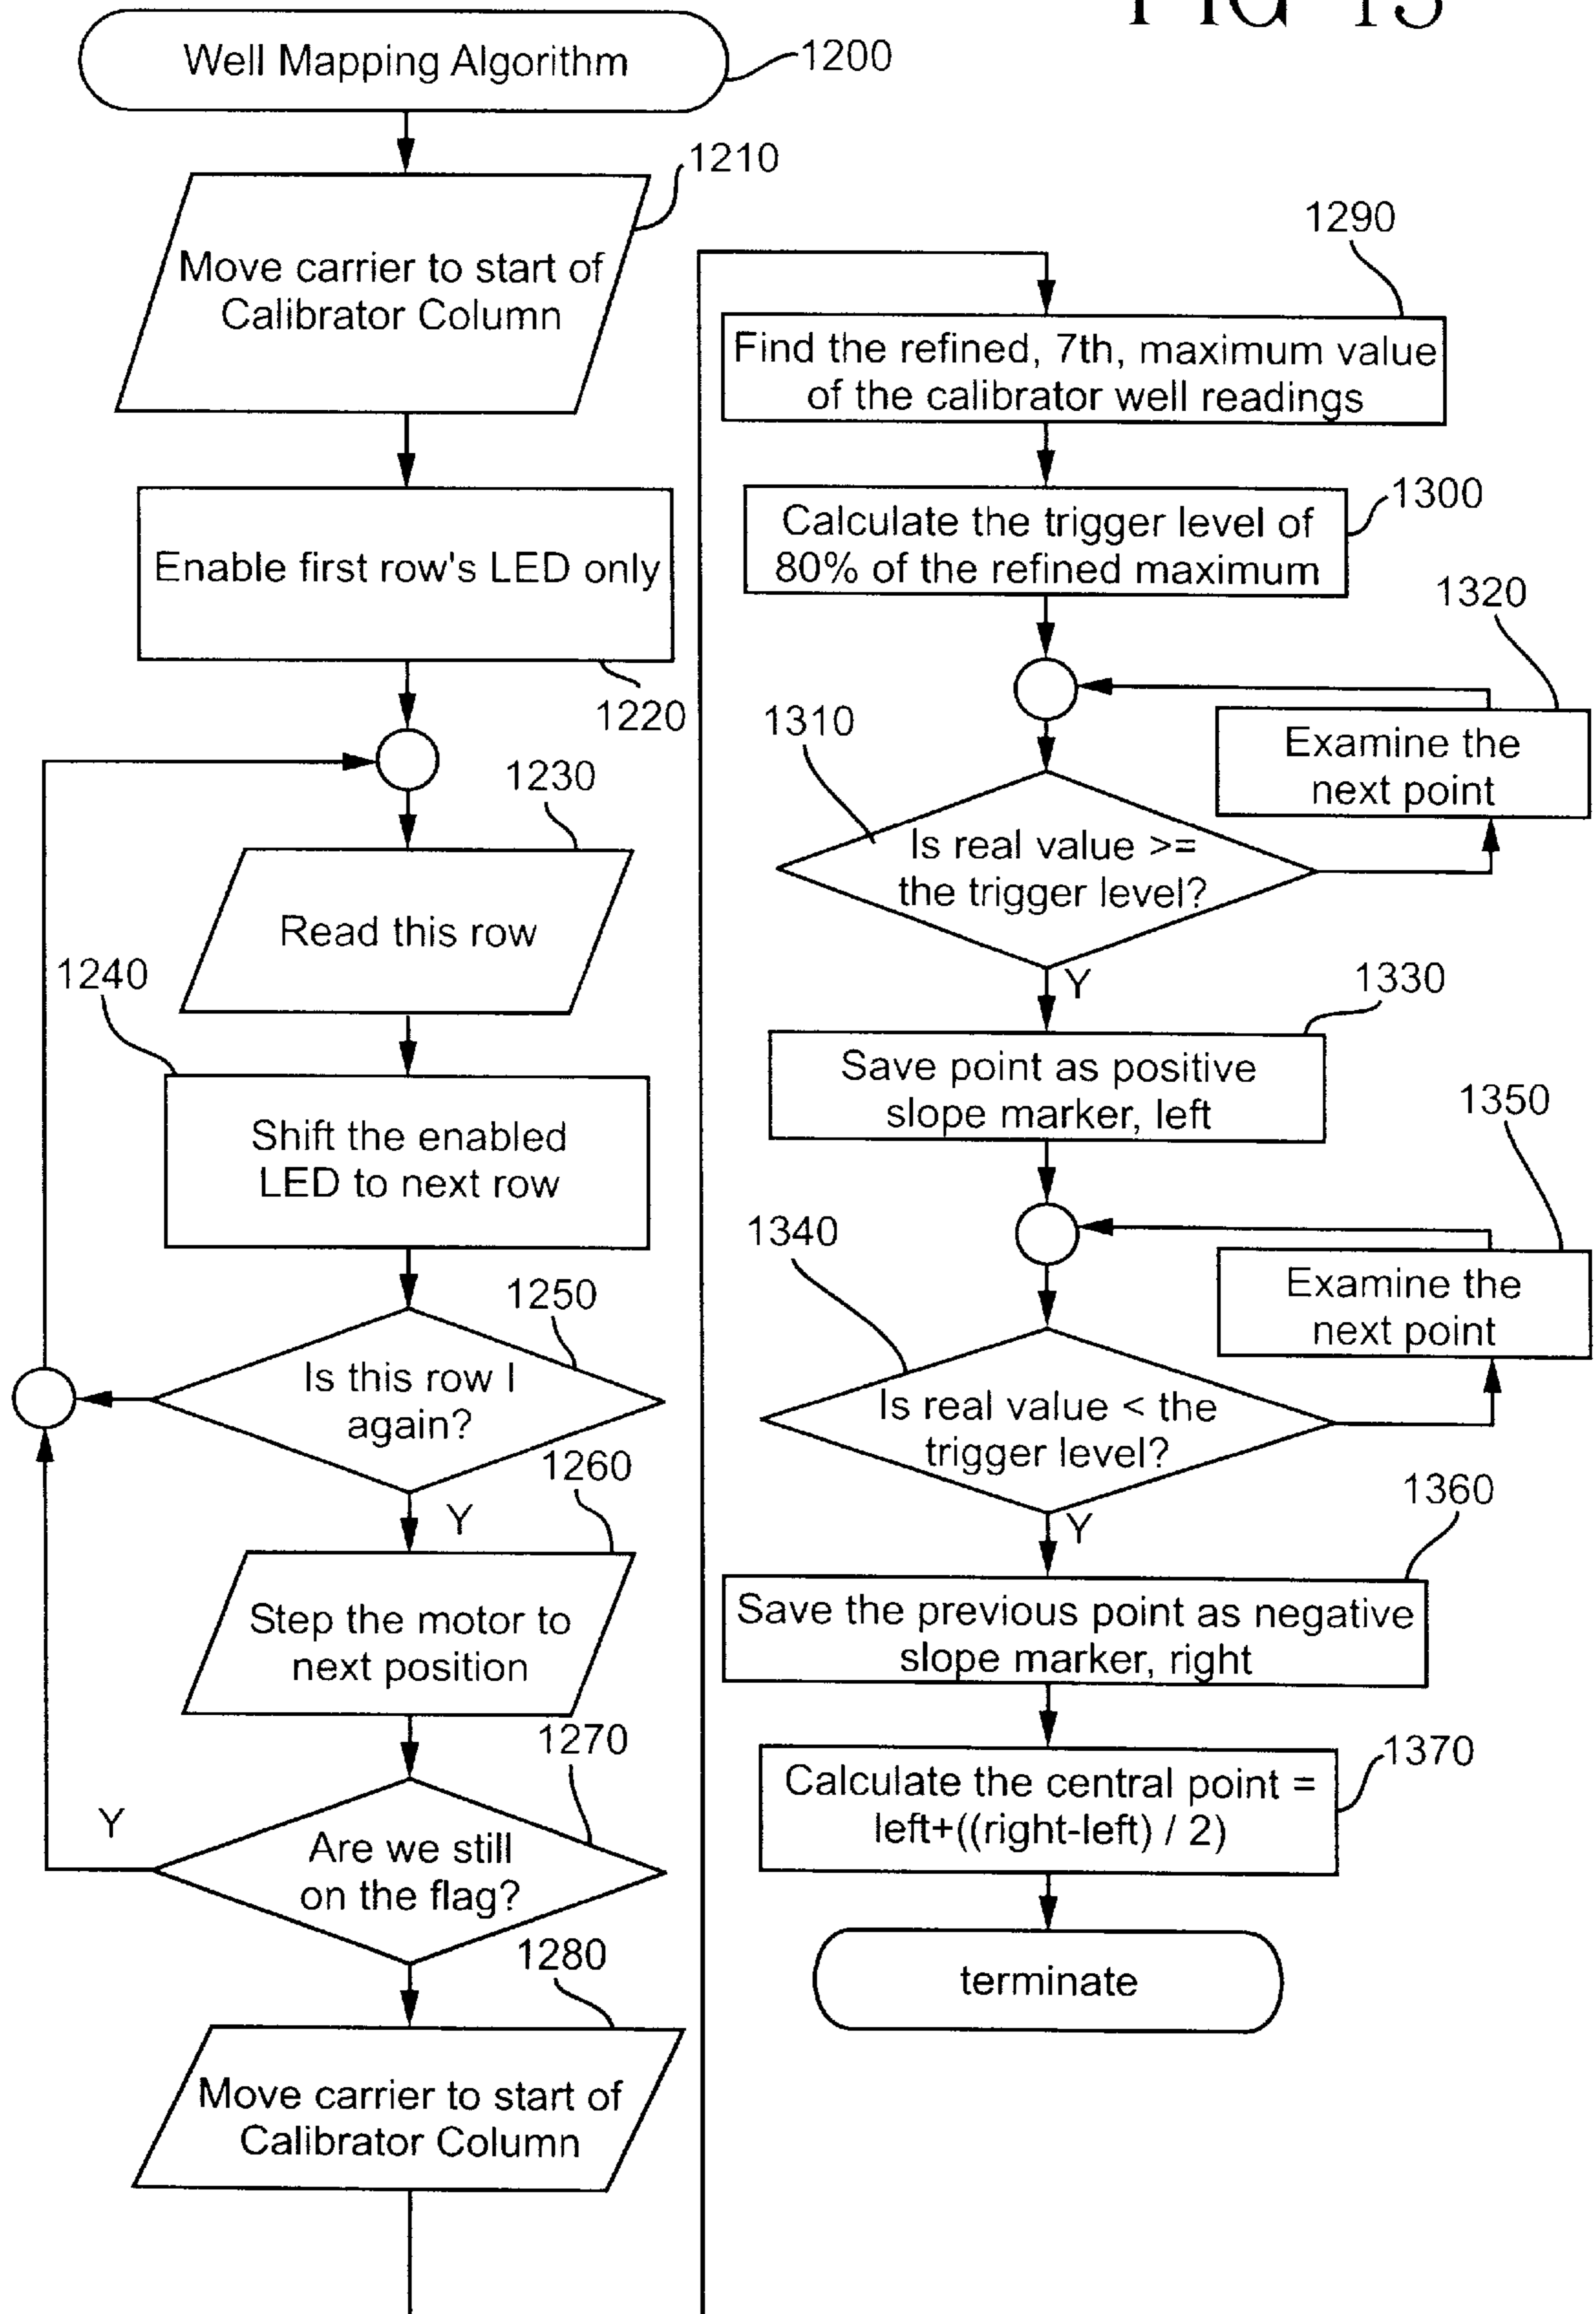 FIG 13
Well Mapping Algorithm
1200
1210
Move carrier to start of
Calibrator Column
Enable first row's LED only
1220
1230
Read this row
1240
Shift the enabled
LED to next row
1250
Is this row I
again?
Y
1260
Step the motor to
next position
1270
Are we still
on the flag?
Y
1280
Move carrier to start of
Calibrator Column
1290
Find the refined, 7th, maximum value
of the calibrator well readings
1300
Calculate the trigger level of
80% of the refined maximum
1320
Examine the
next point
1310
Is real value >=
the trigger level?
Y
1330
Save point as positive
slope marker, left
1350
Examine the
next point
1340
Is real value < the
trigger level?
Y
1360
Save the previous point as negative
slope marker, right
1370
Calculate the central point =
left+((right-left) / 2)
terminate